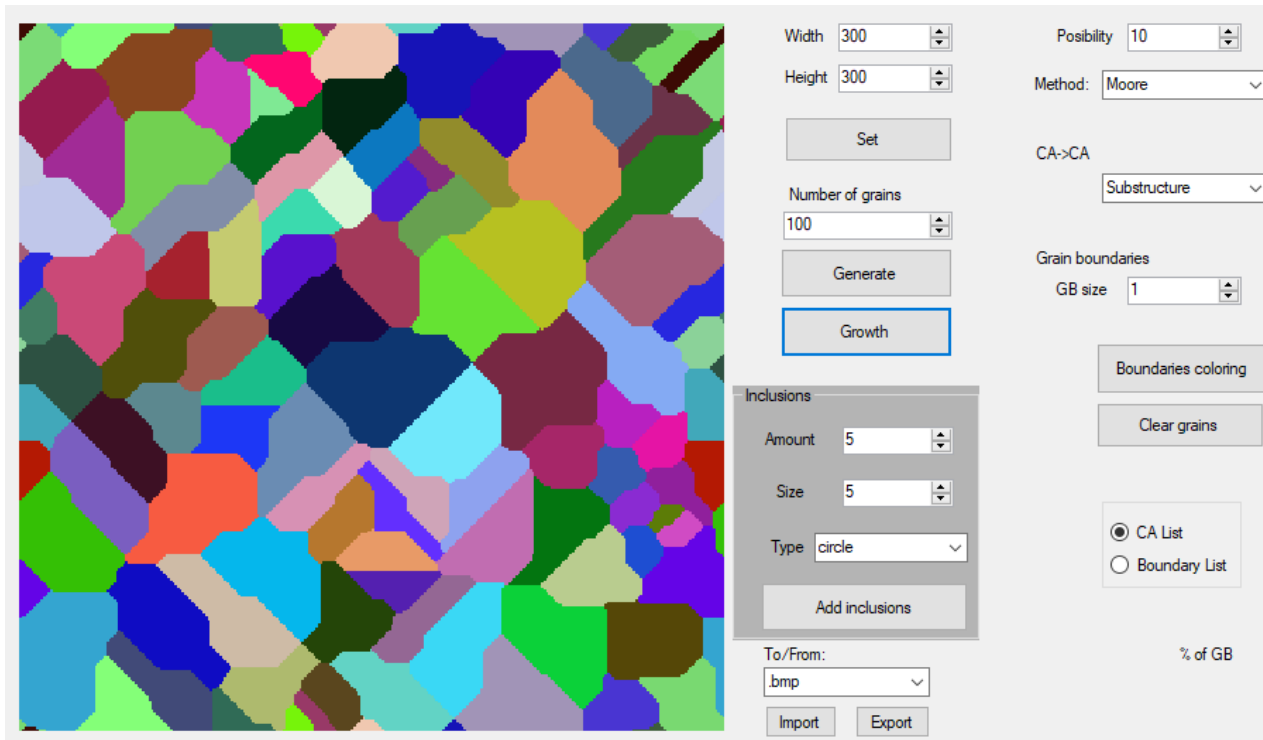 Width 300
Height 300
Set
Number of grains
100
Generate
Growth
Inclusions
Amount 5
Size 5
Type circle
Add inclusions
To/From:
.bmp
Import Export
Posibility 10
Method: Moore
CA->CA
Substructure
Grain boundaries
GB size 1
Boundaries coloring
Clear grains
CA List
Boundary List
% of GB